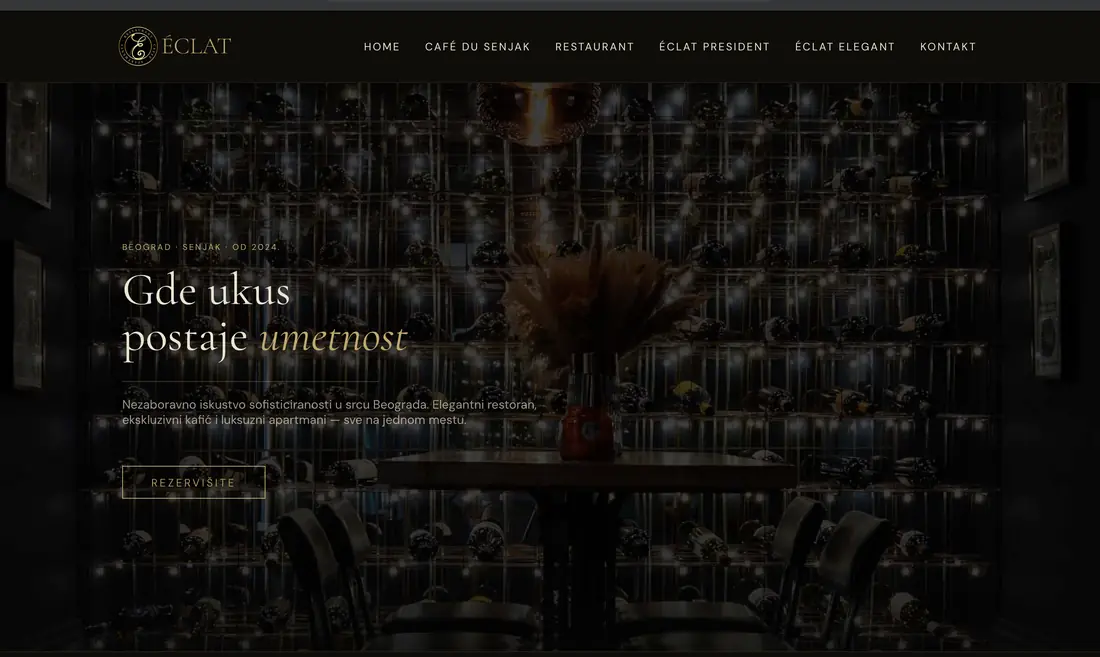 ÉCLAT
HOME CAFÉ DU SENJAK RESTAURANT ÉCLAT PRESIDENT ÉCLAT ELEGANT KONTAKT
BEOGRAD · SENJAK · OD 2024.
Gde ukus
postaje umetnost
Nezaboravno iskustvo sofisticiranosti u srcu Beograda. Elegantni restoran,
ekskluzivni kafić i luksuzni apartmani — sve na jednom mestu.
REZERVIŠITE